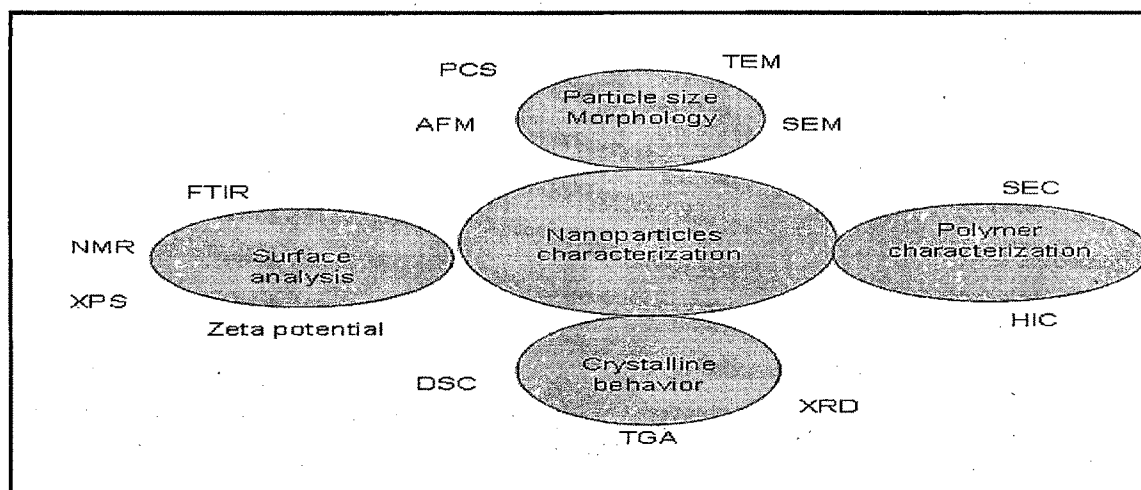 PCS
TEM
Particle size
Morphology
AFM
SEM
FTIR
SEC
NMR
Surface
analysis
Nanoparticles
characterization
Polymer
characterization
XPS
Zeta potential
HIC
DSC
Crystalline
behavior
XRD
TGA